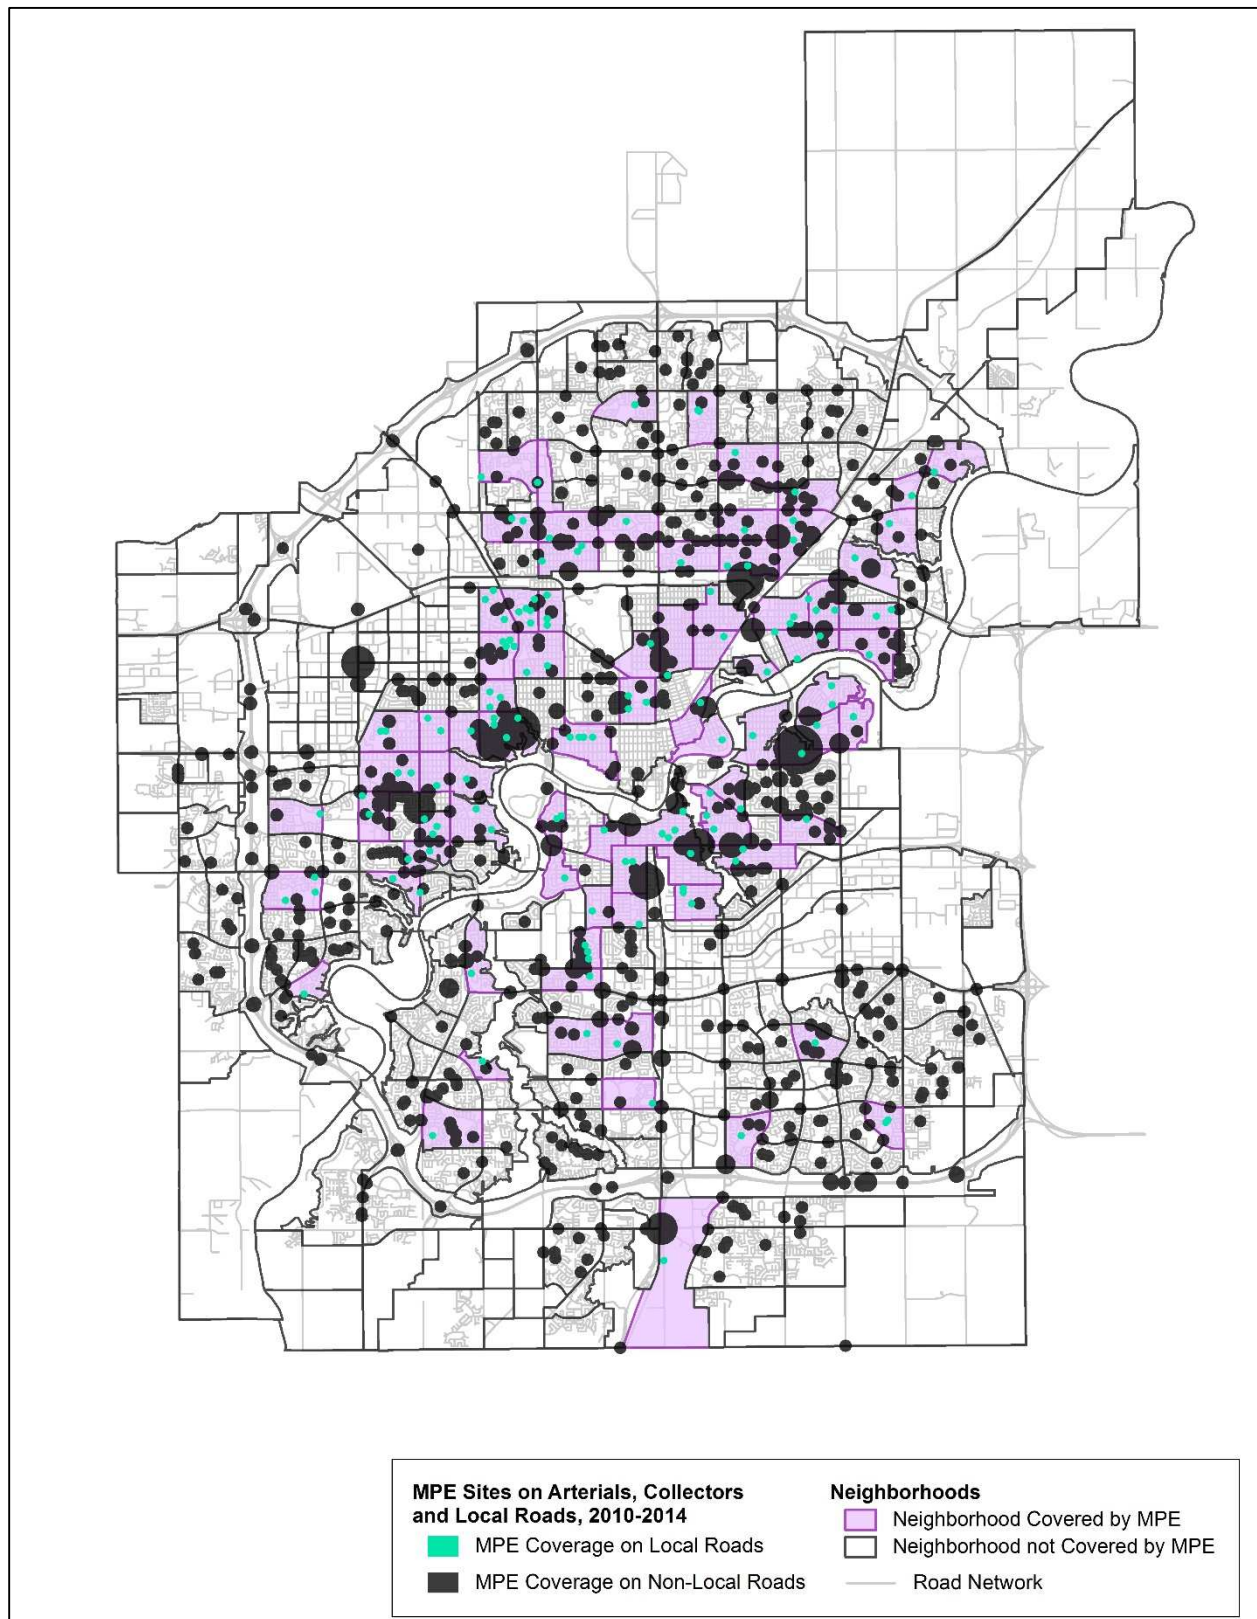 MPE Sites on Arterials, Collectors
and Local Roads, 2010-2014
MPE Coverage on Local Roads
MPE Coverage on Non-Local Roads
Neighborhoods
Neighborhood Covered by MPE
Neighborhood not Covered by MPE
Road Network